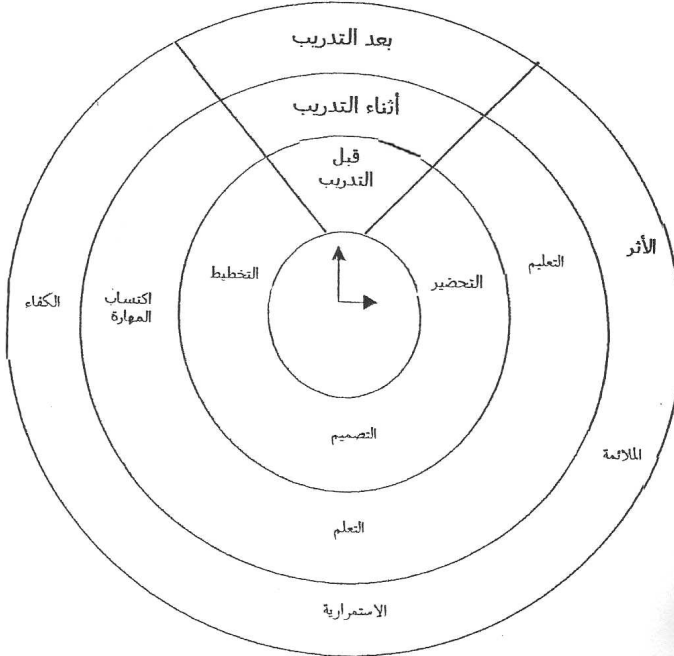 بعد التدريب
أثناء التدريب
قبل
التدريب
الأثر
التعليم
التحضير
التخطيط
اكتساب
المهارة
الكفاء
التصميم
الملائمة
التعلم
الاستمرارية